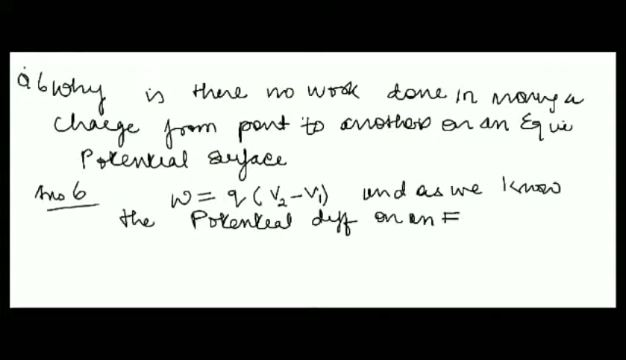 Q.6 Why is there no work done in moving a
charge from point to another on an Equi
Potential surface
Ans 6 W = q (V₂ - V₁) and as we know
the Potential diff on an E